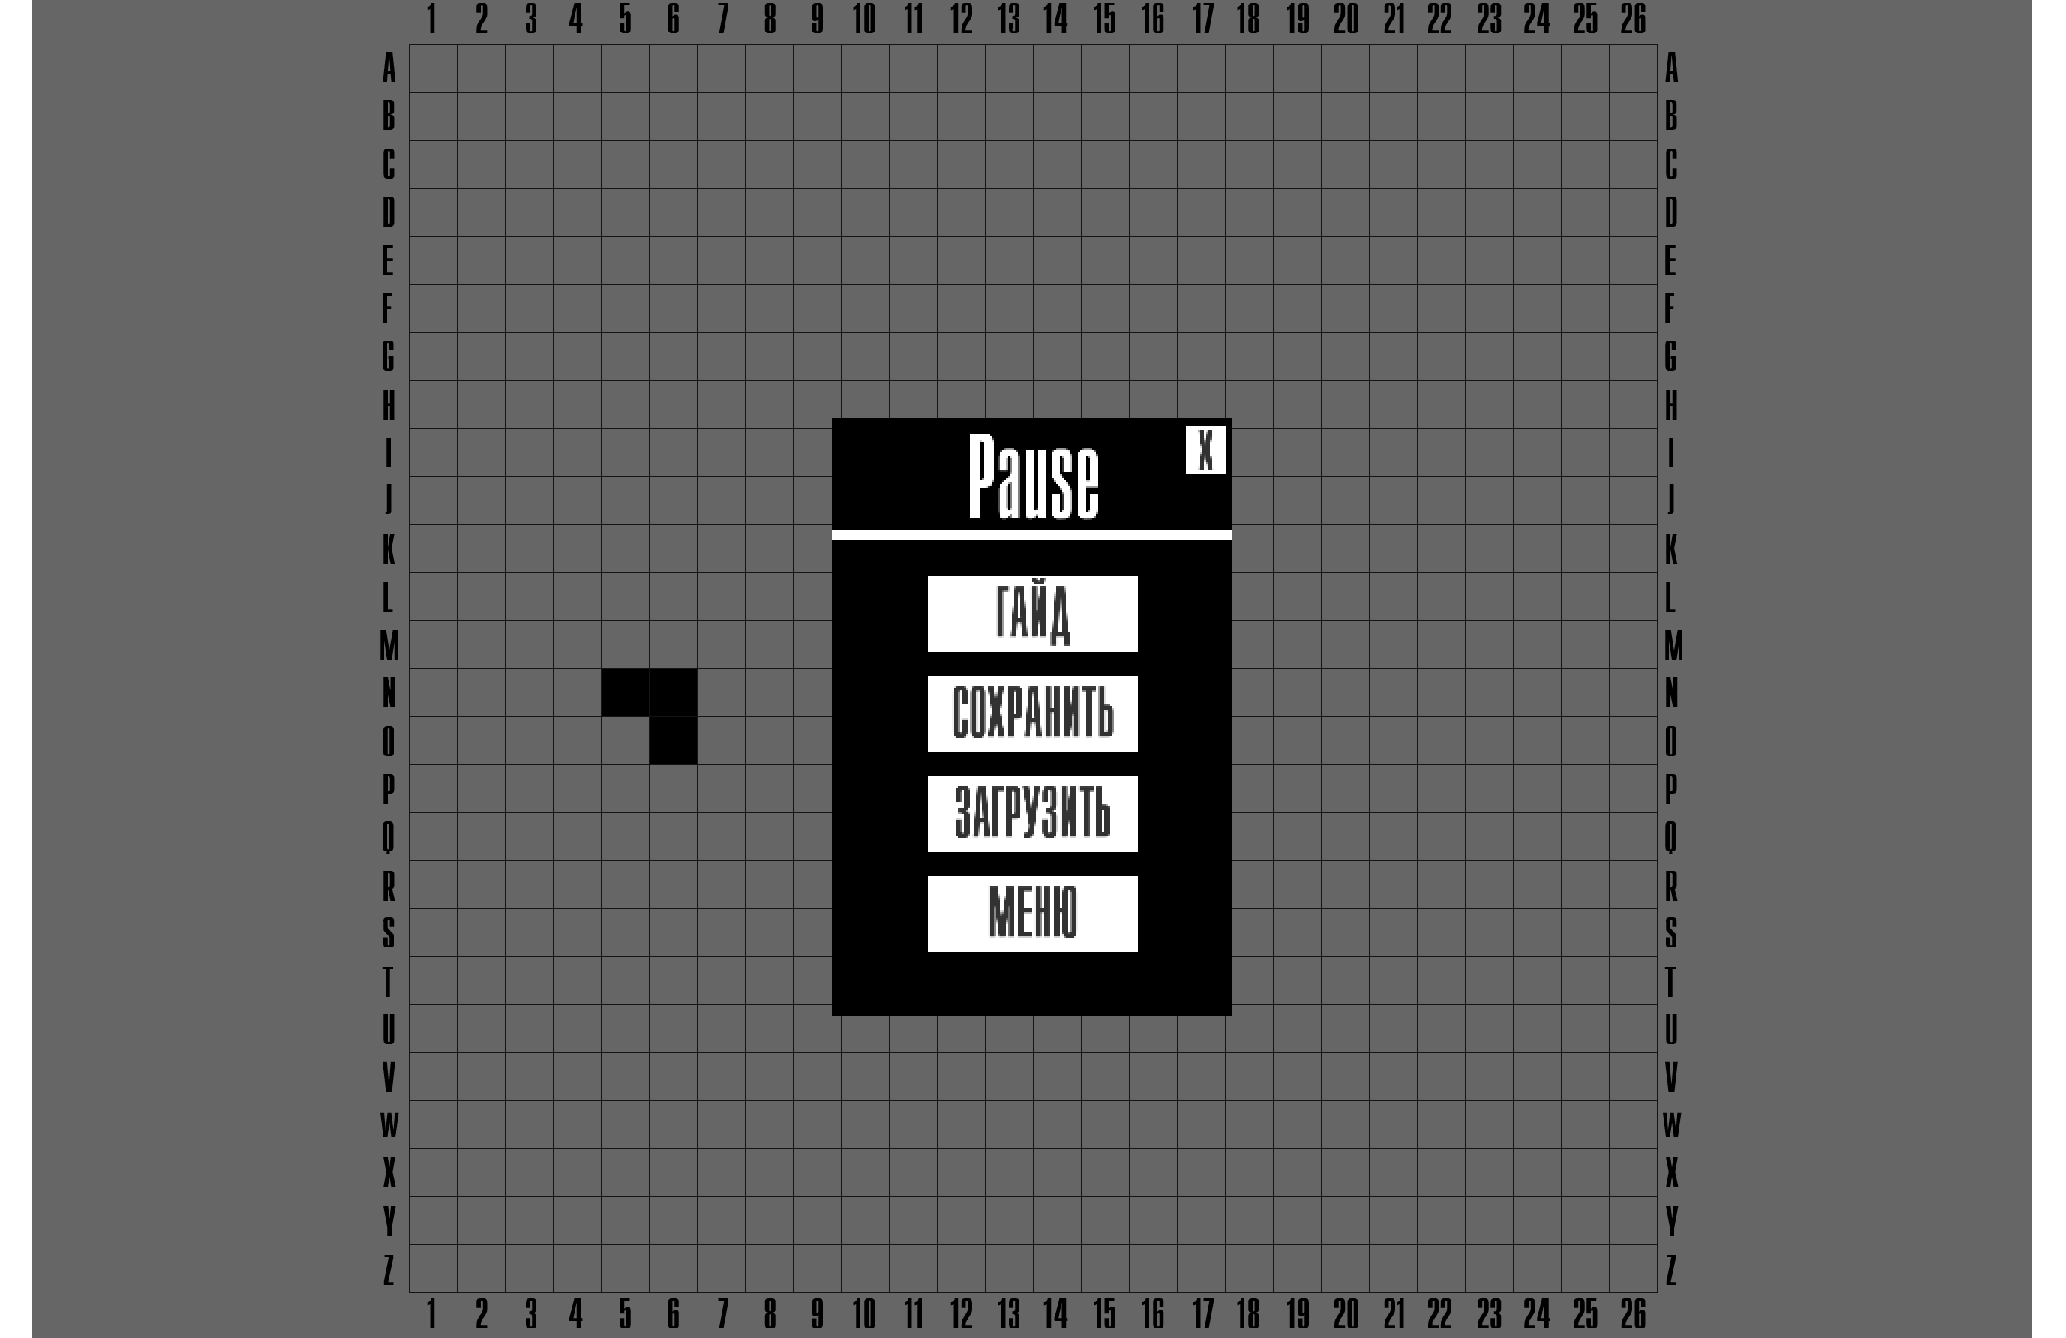 1 2 3 4 5 6 7 8 9 10 11 12 13 14 15 16 17 18 19 20 21 22 23 24 25 26
A A
B B
C C
D D
E E
F F
G G
H H
I I
Pause X
J J
K K
L L
ГАЙД
M M
N N
СОХРАНИТЬ
O O
P P
ЗАГРУЗИТЬ
Q Q
R R
МЕНЮ
S S
T T
U U
V V
W W
X X
Y Y
Z Z
1 2 3 4 5 6 7 8 9 10 11 12 13 14 15 16 17 18 19 20 21 22 23 24 25 26